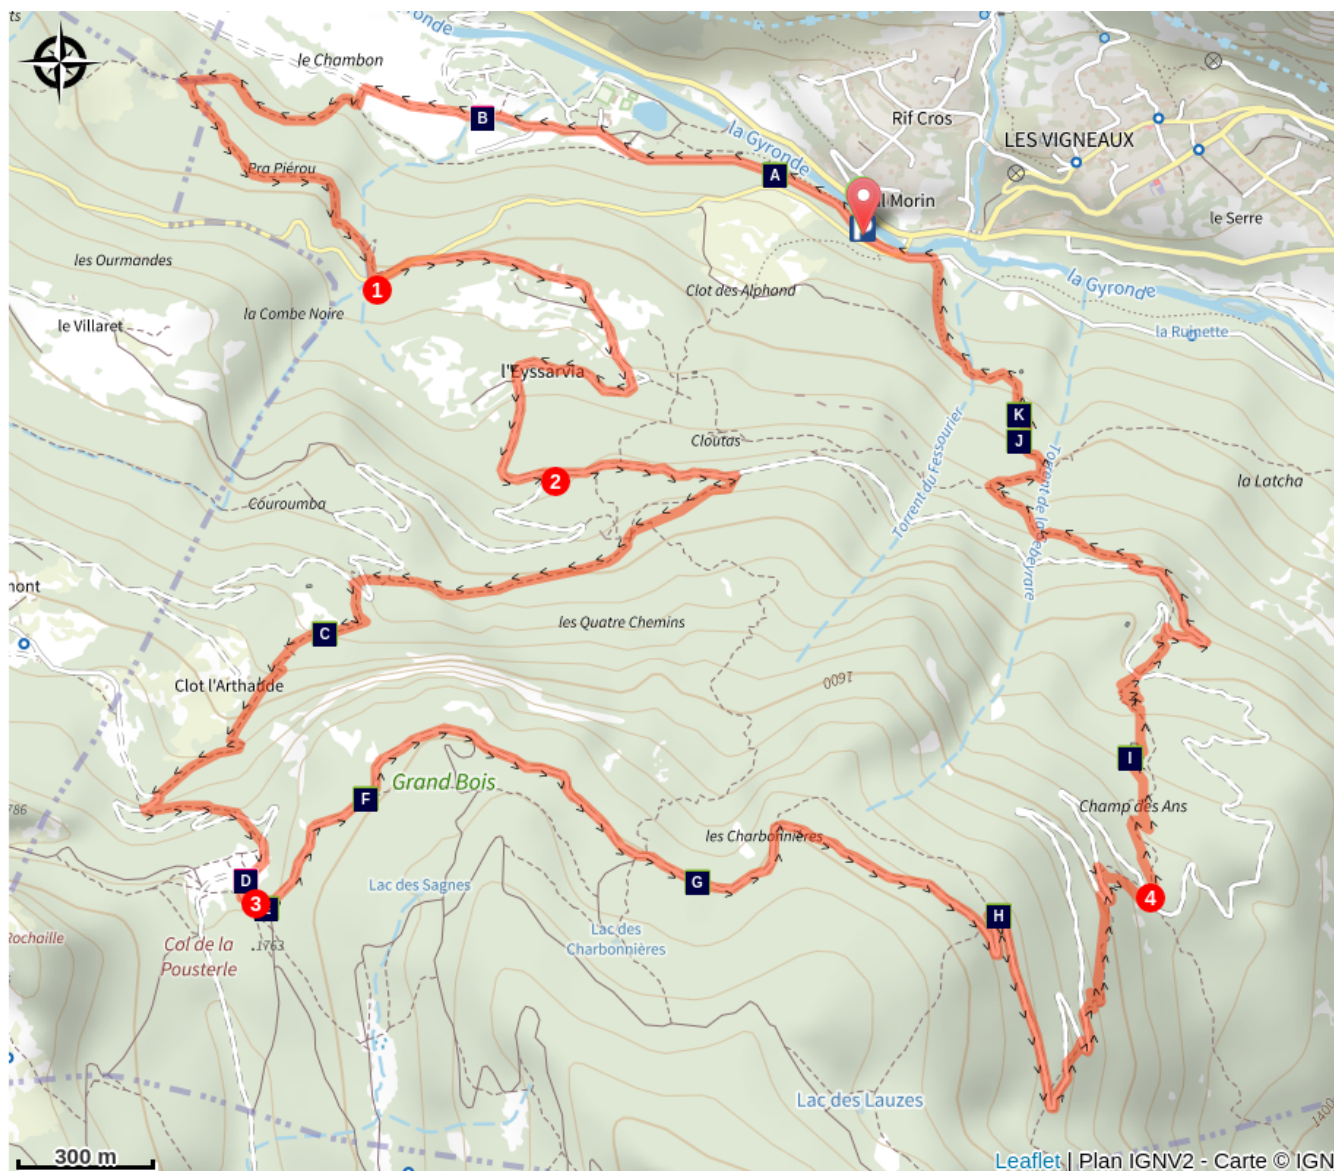 ts
onde
le Chambon
B
Rif Cros
la Gyronde
LES VIGNEAUX
A
Pra Piérou
l Morin
le Serre
les Ourmandes
1
Clot des Alphand
la Gyronde
la Combe Noire
le Villaret
la Ruinette
l'Eyssarvia
K
J
Cloutas
2
Torrent du Fessourier
la Latcha
Couroumba
mont
les Quatre Chemins
C
Clot l'Arthaude
1600
I
Grand Bois
F
Champ des Ans
786
les Charbonnières
D
G
Lac des Sagnes
4
3
H
Rochaille
Col de la
Pousterle
1763
Lac des
Charbonnières
Lac des Lauzes
1400
300 m
Leaflet | Plan IGNV2 - Carte © IGN